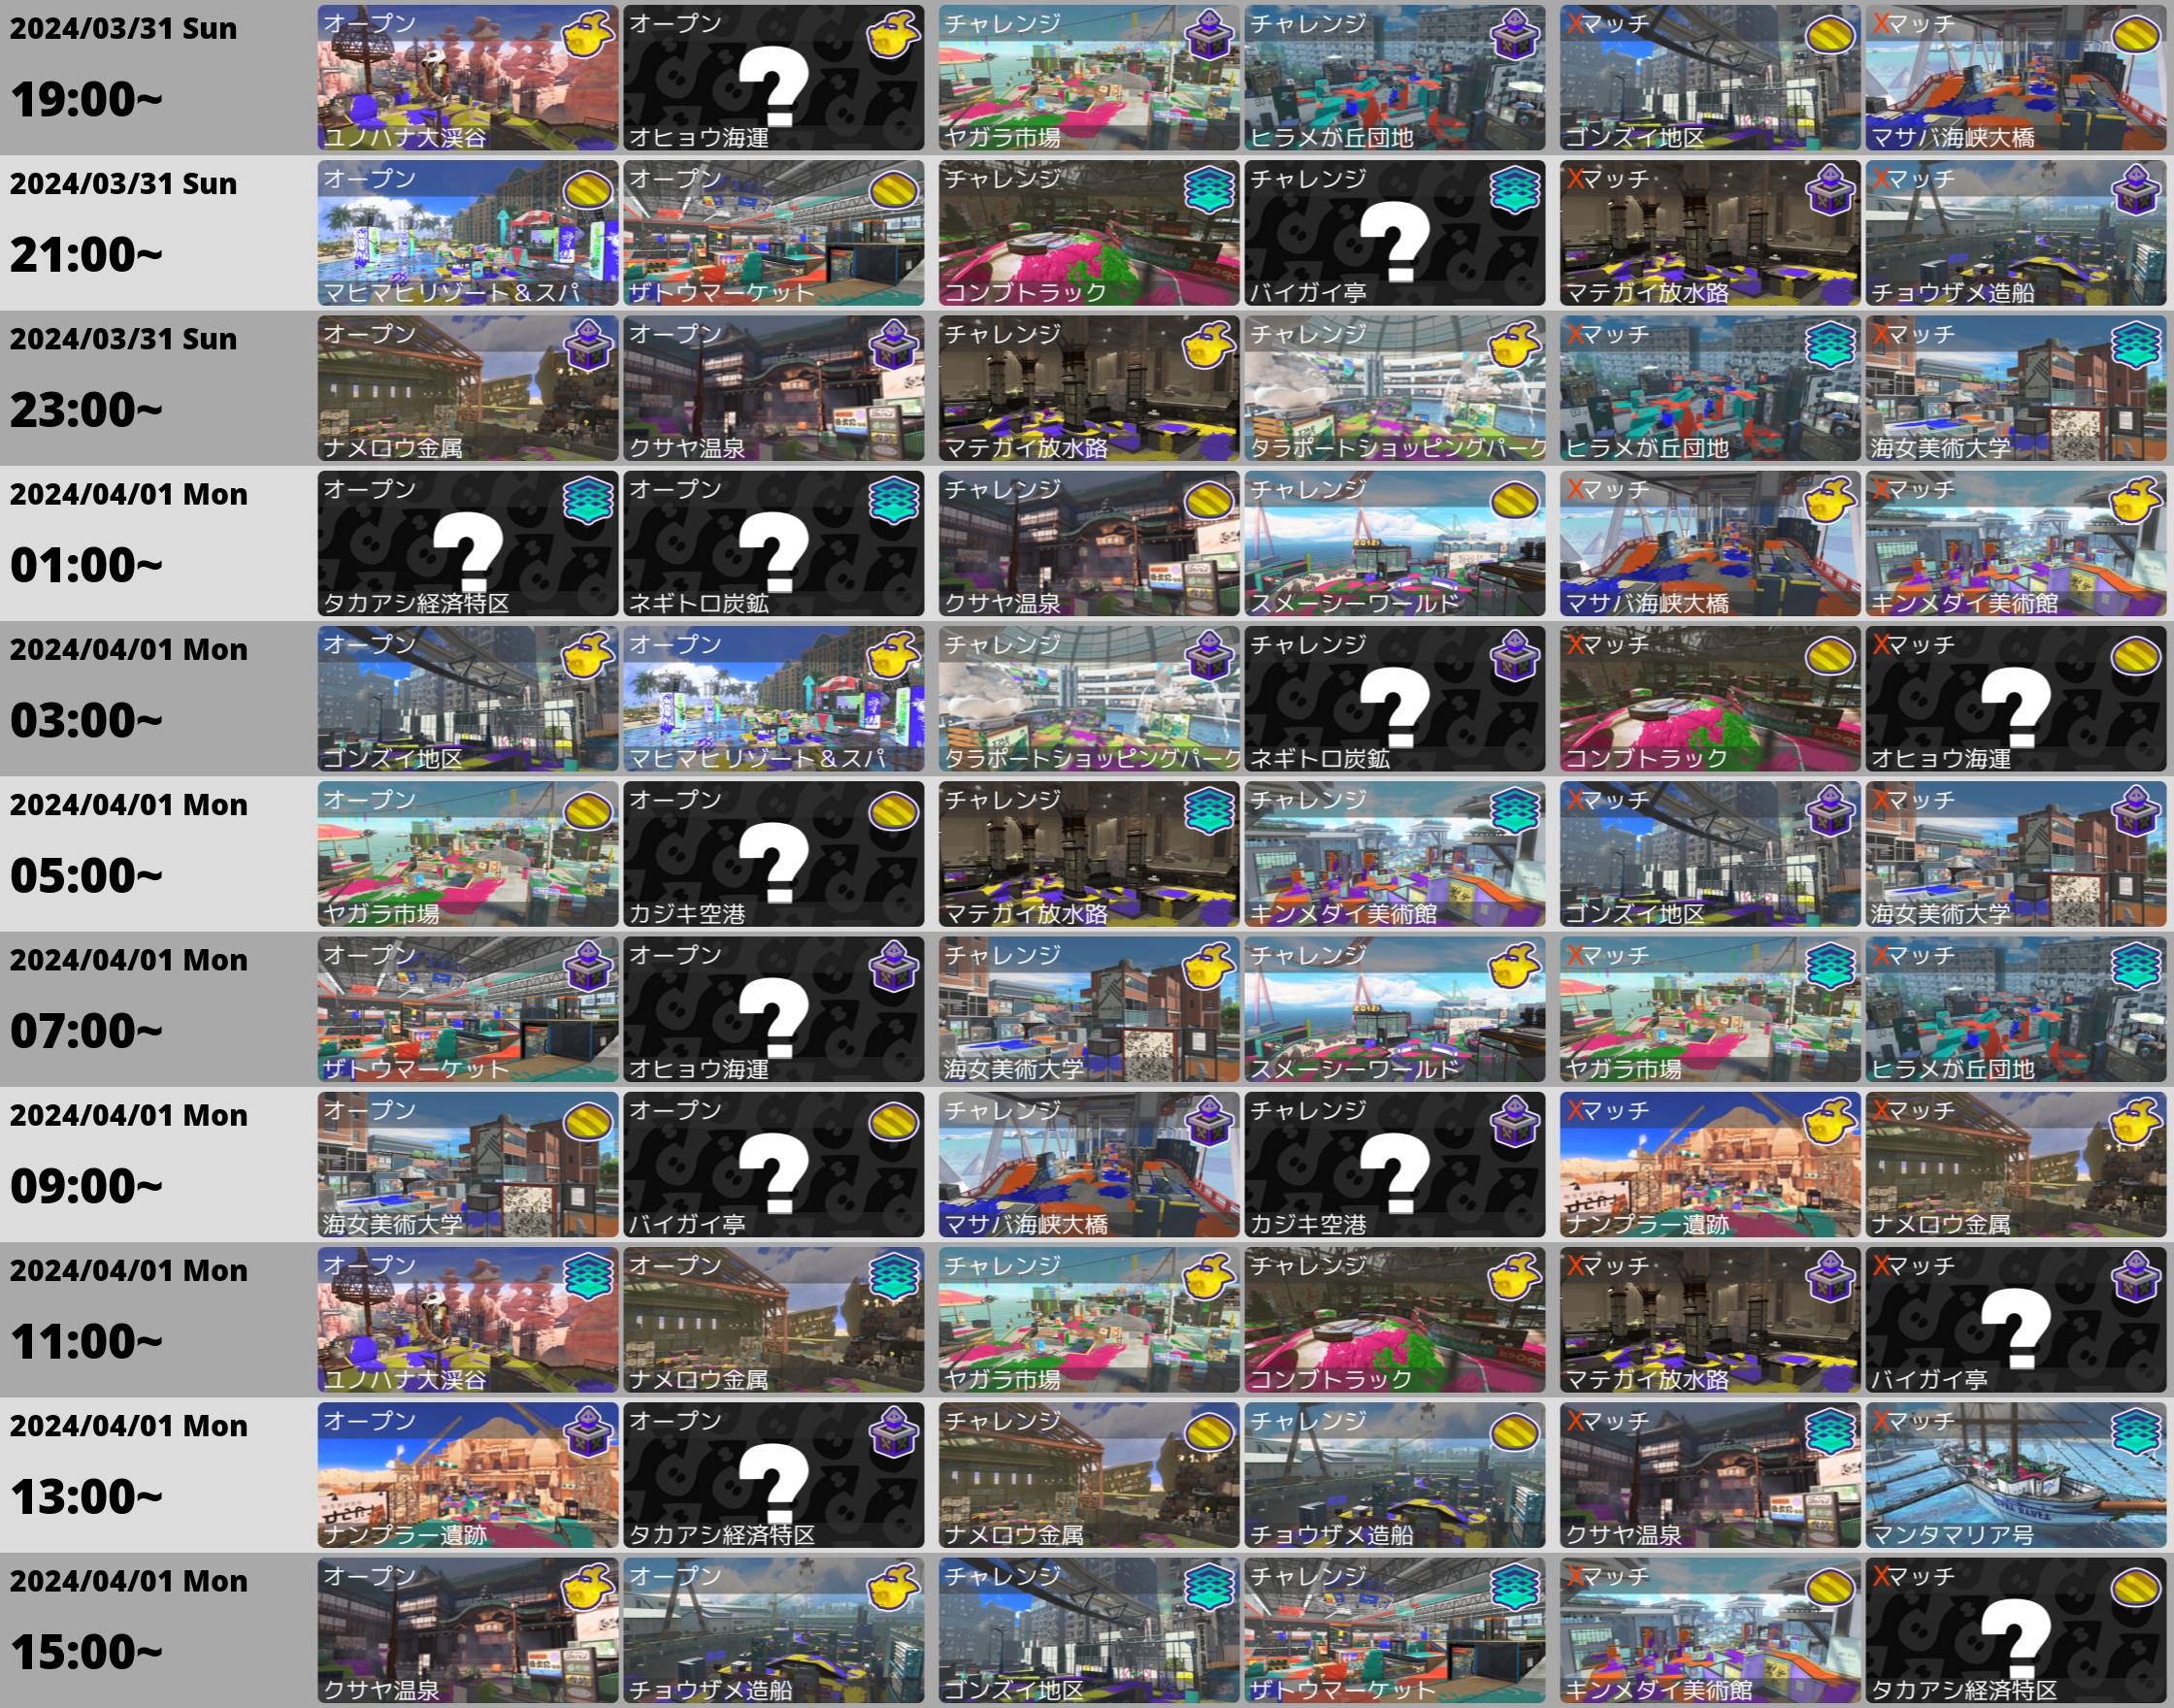 2024/03/31 Sun
19:00~
オープン
ユノハナ大渓谷
オープン
オヒョウ海運
チャレンジ
ヤガラ市場
チャレンジ
ヒラメが丘団地
Xマッチ
ゴンズイ地区
Xマッチ
マサバ海峡大橋
2024/03/31 Sun
21:00~
オープン
マヒマヒリゾート&スパ
オープン
ザトウマーケット
チャレンジ
コンブトラック
チャレンジ
バイガイ亭
Xマッチ
マテガイ放水路
Xマッチ
チョウザメ造船
2024/03/31 Sun
23:00~
オープン
ナメロウ金属
オープン
クサヤ温泉
チャレンジ
マテガイ放水路
チャレンジ
タラポートショッピングパーク
Xマッチ
ヒラメが丘団地
Xマッチ
海女美術大学
2024/04/01 Mon
01:00~
オープン
タカアシ経済特区
オープン
ネギトロ炭鉱
チャレンジ
クサヤ温泉
チャレンジ
スメーシーワールド
Xマッチ
マサバ海峡大橋
Xマッチ
キンメダイ美術館
2024/04/01 Mon
03:00~
オープン
ゴンズイ地区
オープン
マヒマヒリゾート&スパ
チャレンジ
タラポートショッピングパーク
チャレンジ
ネギトロ炭鉱
Xマッチ
コンブトラック
Xマッチ
オヒョウ海運
2024/04/01 Mon
05:00~
オープン
ヤガラ市場
オープン
カジキ空港
チャレンジ
マテガイ放水路
チャレンジ
キンメダイ美術館
Xマッチ
ゴンズイ地区
Xマッチ
海女美術大学
2024/04/01 Mon
07:00~
オープン
ザトウマーケット
オープン
オヒョウ海運
チャレンジ
海女美術大学
チャレンジ
スメーシーワールド
Xマッチ
ヤガラ市場
Xマッチ
ヒラメが丘団地
2024/04/01 Mon
09:00~
オープン
海女美術大学
オープン
バイガイ亭
チャレンジ
マサバ海峡大橋
チャレンジ
カジキ空港
Xマッチ
ナンプラー遺跡
Xマッチ
ナメロウ金属
2024/04/01 Mon
11:00~
オープン
ユノハナ大渓谷
オープン
ナメロウ金属
チャレンジ
ヤガラ市場
チャレンジ
コンブトラック
Xマッチ
マテガイ放水路
Xマッチ
バイガイ亭
2024/04/01 Mon
13:00~
オープン
ナンプラー遺跡
オープン
タカアシ経済特区
チャレンジ
ナメロウ金属
チャレンジ
チョウザメ造船
Xマッチ
クサヤ温泉
Xマッチ
マンタマリア号
2024/04/01 Mon
15:00~
オープン
クサヤ温泉
オープン
チョウザメ造船
チャレンジ
ゴンズイ地区
チャレンジ
ザトウマーケット
Xマッチ
キンメダイ美術館
Xマッチ
タカアシ経済特区